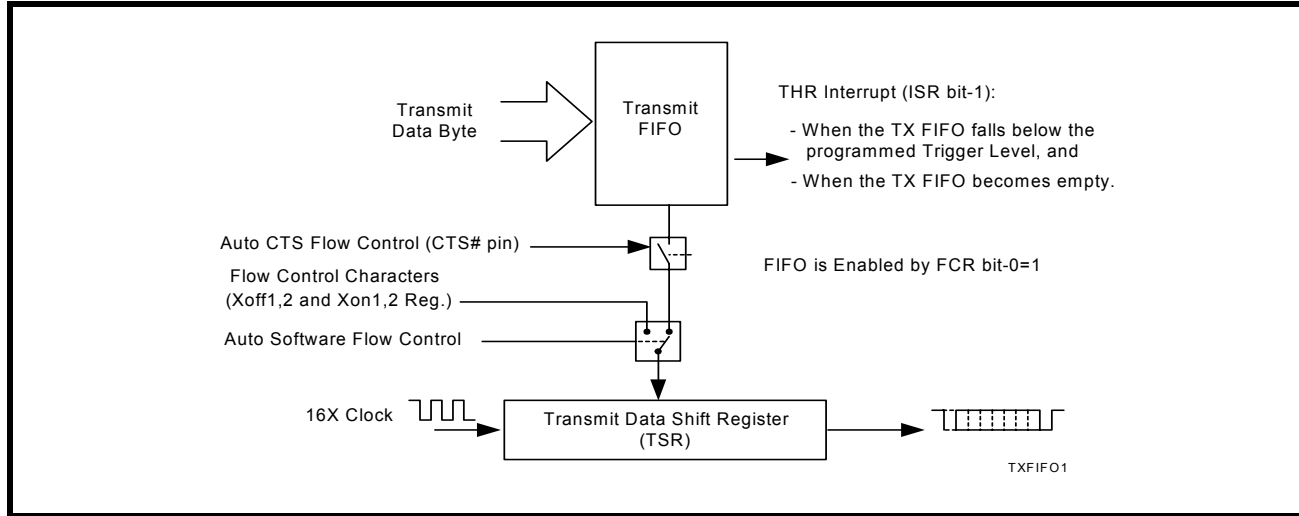 Transmit
Data Byte
Transmit
FIFO
THR Interrupt (ISR bit-1):
- When the TX FIFO falls below the
programmed Trigger Level, and
- When the TX FIFO becomes empty.
Auto CTS Flow Control (CTS# pin)
FIFO is Enabled by FCR bit-0=1
Flow Control Characters
(Xoff1,2 and Xon1,2 Reg.)
Auto Software Flow Control
16X Clock
Transmit Data Shift Register
(TSR)
TXFIFO1